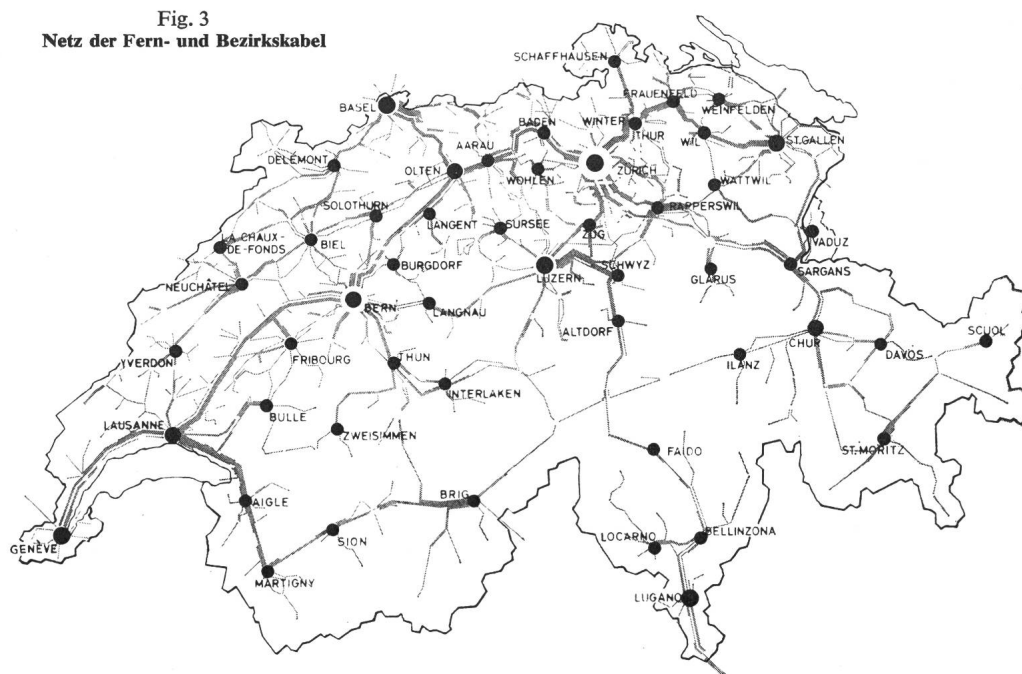 Fig. 3
Netz der Fern- und Bezirkskabel
SCHAFFHAUSEN
BASEL
FRAUENFELD
WEINFELDEN
BADEN
WINTER-
THUR
AARAU
WIL
ST.GALLEN
DELÉMONT
OLTEN
WOHLEN
ZÜRICH
WATTWIL
SOLOTHURN
LANGENT
SURSEE
RAPPERSWIL
LA CHAUX-
DE-FONDS
BIEL
ZUG
VADUZ
BURGDORF
LUZERN
SCHWYZ
GLARUS
SARGANS
NEUCHÂTEL
BERN
LANGNAU
ALTDORF
CHUR
SCUOL
YVERDON
FRIBOURG
THUN
ILANZ
DAVOS
INTERLAKEN
BULLE
LAUSANNE
ZWEISIMMEN
FAIDO
ST.MORITZ
AIGLE
BRIG
GENÈVE
SION
LOCARNO
BELLINZONA
MARTIGNY
LUGANO